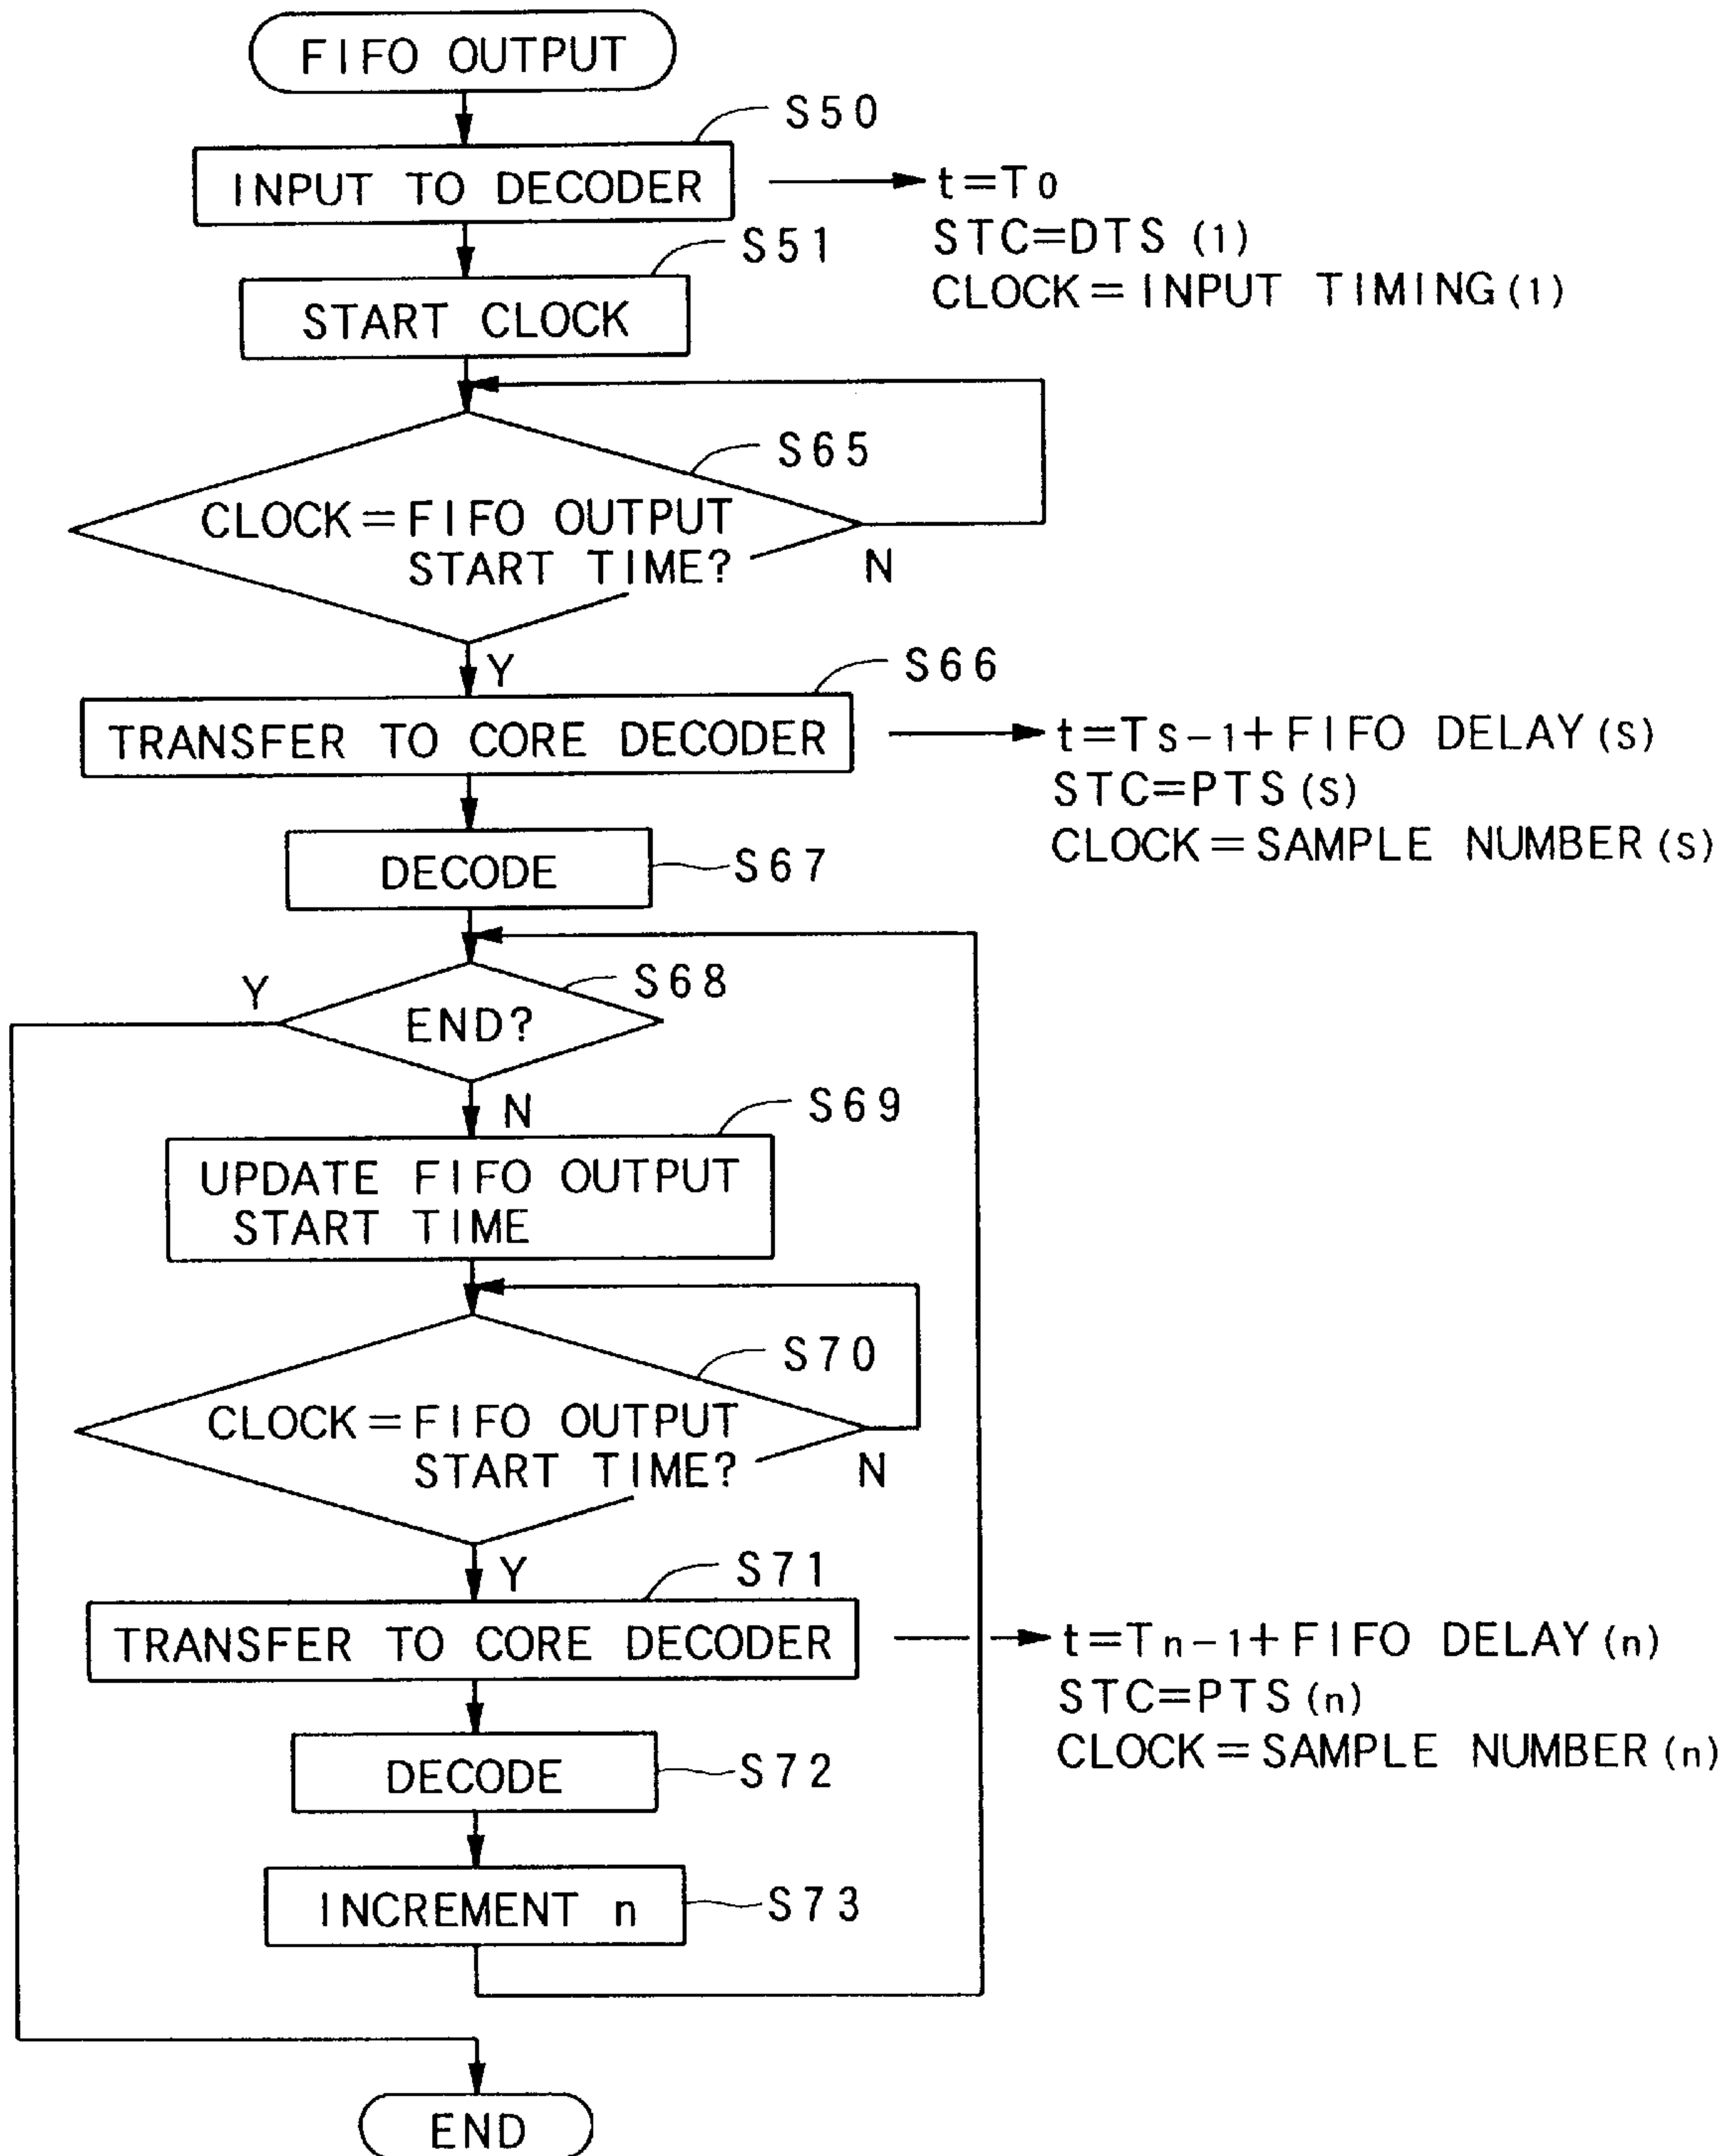 FIFO OUTPUT
S50
INPUT TO DECODER
t=T0
STC=DTS (1)
CLOCK=INPUT TIMING (1)
S51
START CLOCK
S65
CLOCK=FIFO OUTPUT
START TIME?
N
Y
S66
TRANSFER TO CORE DECODER
t=Ts-1+FIFO DELAY (s)
STC=PTS (s)
CLOCK=SAMPLE NUMBER (s)
DECODE
S67
Y
S68
END?
N
S69
UPDATE FIFO OUTPUT
START TIME
S70
CLOCK=FIFO OUTPUT
START TIME?
N
Y
S71
TRANSFER TO CORE DECODER
t=Tn-1+FIFO DELAY (n)
STC=PTS (n)
CLOCK=SAMPLE NUMBER (n)
DECODE
S72
INCREMENT n
S73
END